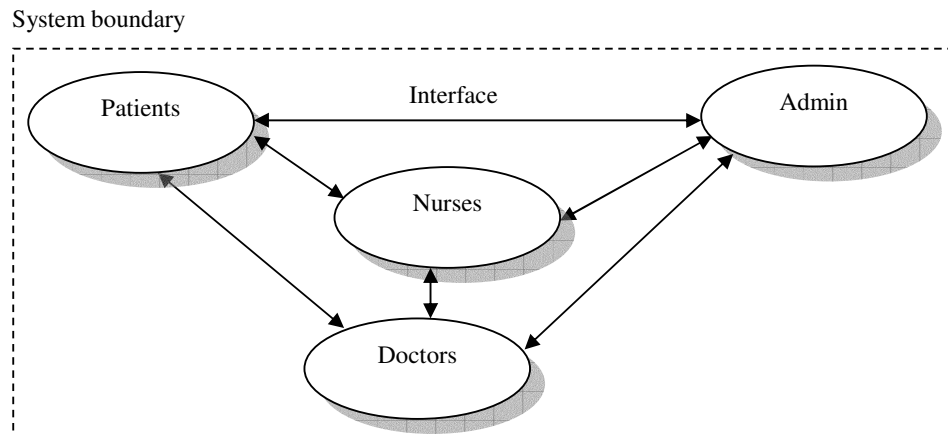 System boundary
Patients
Interface
Admin
Nurses
Doctors